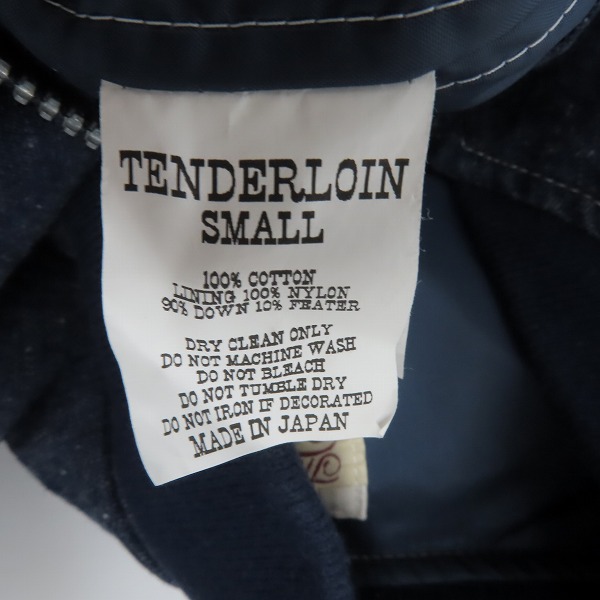 TENDERLOIN
SMALL
100% COTTON
LINING 100% NYLON
90% DOWN 10% FEATER
DRY CLEAN ONLY
DO NOT MACHINE WASH
DO NOT BLEACH
DO NOT TUMBLE DRY
DO NOT IRON IF DECORATED
MADE IN JAPAN